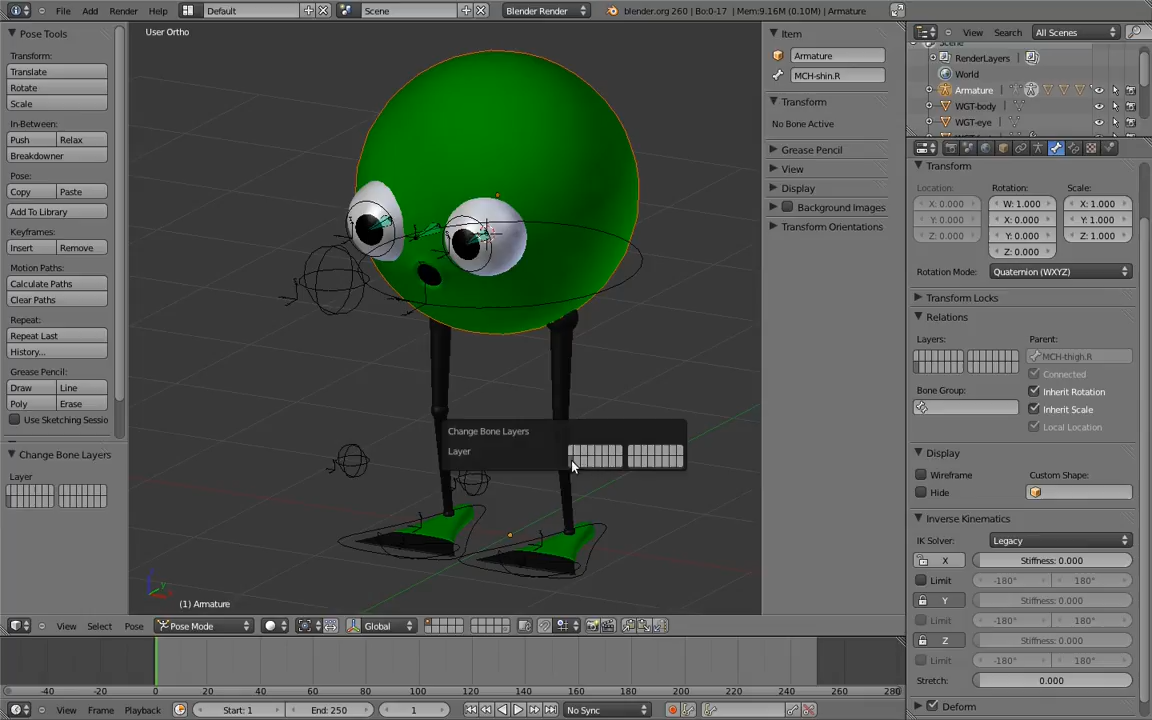 File Add Render Help Default Scene Blender Render blender.org 260 | Bo:0-17 | Mem:9.16M (0.10M) | Armature
View Search All Scenes
Pose Tools
Transform:
Translate
Rotate
Scale
In-Between:
Push Relax
Breakdowner
Pose:
Copy Paste
Add To Library
Keyframes:
Insert Remove
Motion Paths:
Calculate Paths
Clear Paths
Repeat:
Repeat Last
History...
Grease Pencil:
Draw Line
Poly Erase
Use Sketching Sessio
Change Bone Layers
Layer
User Ortho
Change Bone Layers
Layer
(1) Armature
Item
Armature
MCH-shin.R
Transform
No Bone Active
Grease Pencil
View
Display
Background Images
Transform Orientations
RenderLayers
World
Armature
WGT-body
WGT-eye
Transform
Location: Rotation: Scale:
X: 0.000 W: 1.000 X: 1.000
Y: 0.000 X: 0.000 Y: 1.000
Z: 0.000 Y: 0.000 Z: 1.000
Z: 0.000
Rotation Mode: Quaternion (WXYZ)
Transform Locks
Relations
Layers: Parent:
MCH-thigh.R
Connected
Bone Group: Inherit Rotation
Inherit Scale
Local Location
Display
Wireframe Custom Shape:
Hide
Inverse Kinematics
IK Solver: Legacy
X Stiffness: 0.000
Limit -180° 180°
Y Stiffness: 0.000
Limit -180° 180°
Z Stiffness: 0.000
Limit -180° 180°
Stretch: 0.000
Deform
View Select Pose Pose Mode Global
-40 -20 0 20 40 60 80 100 120 140 160 180 200 220 240 260 280
View Frame Playback Start: 1 End: 250 1 No Sync